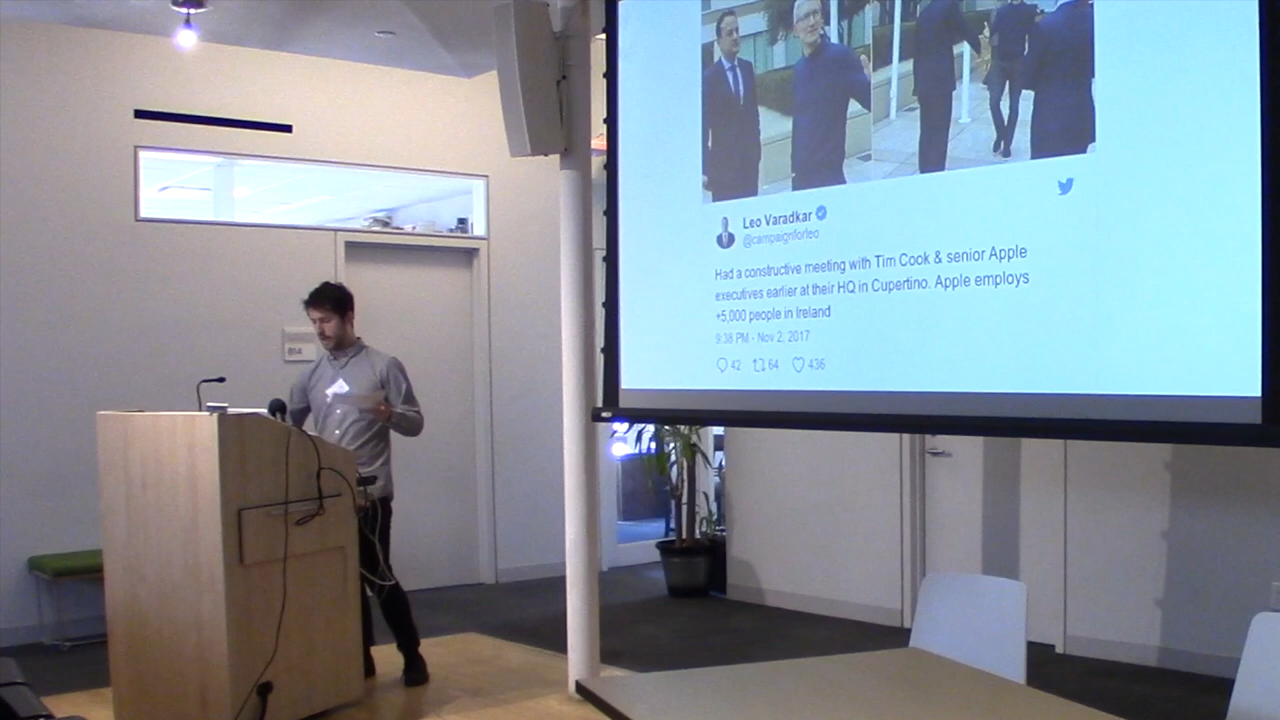 Leo Varadkar
@campaignforleo
Had a constructive meeting with Tim Cook & senior Apple
executives earlier at their HQ in Cupertino. Apple employs
+5,000 people in Ireland
9:38 PM - Nov 2, 2017
42 64 436
814